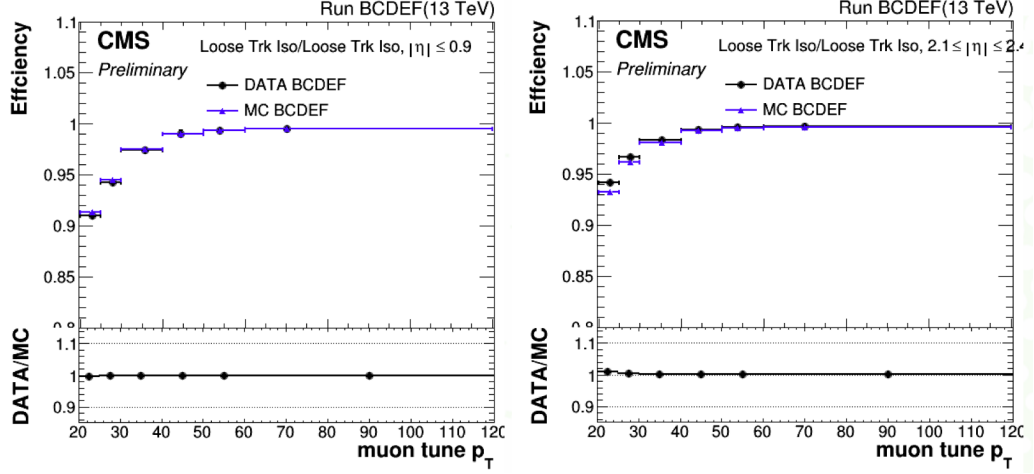 Run BCDEF(13 TeV)
Effciency
1.1
1.05
1
0.95
0.9
0.85
0.8
CMS
Preliminary
Loose Trk Iso/Loose Trk Iso, |η| ≤ 0.9
DATA BCDEF
MC BCDEF
DATA/MC
1.1
1
0.9
20 30 40 50 60 70 80 90 100 110 120
muon tune p_T
Run BCDEF(13 TeV)
Effciency
1.1
1.05
1
0.95
0.9
0.85
0.8
CMS
Preliminary
Loose Trk Iso/Loose Trk Iso, 2.1≤ |η| ≤ 2.4
DATA BCDEF
MC BCDEF
DATA/MC
1.1
1
0.9
20 30 40 50 60 70 80 90 100 110 120
muon tune p_T